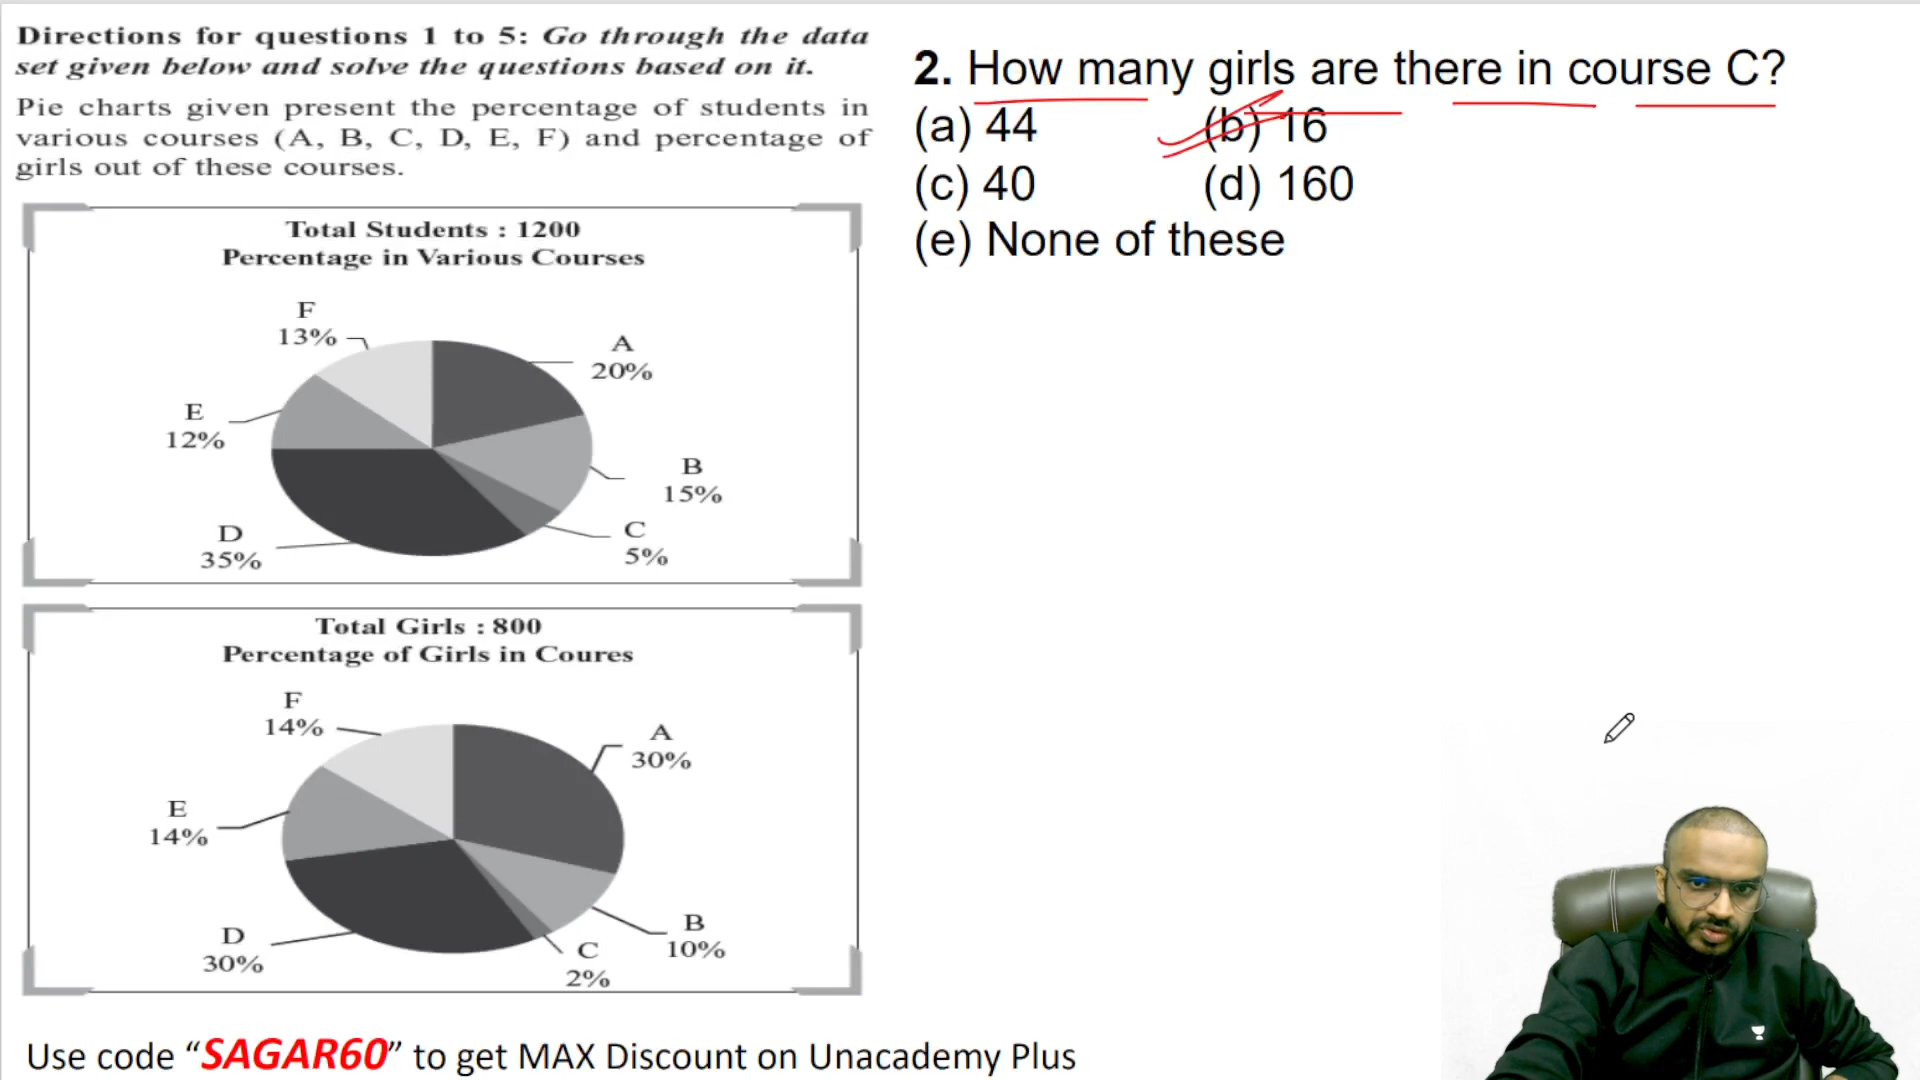 Directions for questions 1 to 5: Go through the data
set given below and solve the questions based on it.
Pie charts given present the percentage of students in
various courses (A, B, C, D, E, F) and percentage of
girls out of these courses.
Total Students : 1200
Percentage in Various Courses
F
13%
A
20%
E
12%
B
15%
D
35%
C
5%
Total Girls : 800
Percentage of Girls in Coures
F
14%
A
30%
E
14%
B
10%
D
30%
C
2%
Use code “SAGAR60” to get MAX Discount on Unacademy Plus
2. How many girls are there in course C?
(a) 44 (b) 16
(c) 40 (d) 160
(e) None of these